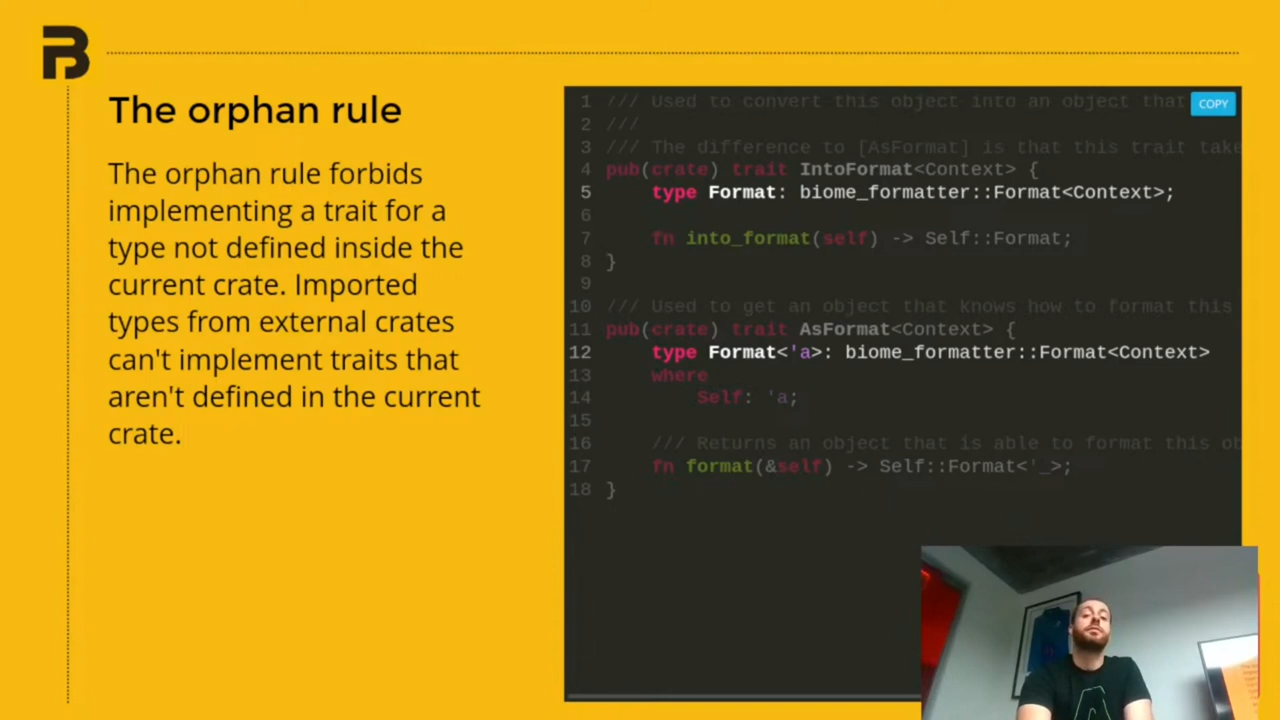 The orphan rule
The orphan rule forbids
implementing a trait for a
type not defined inside the
current crate. Imported
types from external crates
can't implement traits that
aren't defined in the current
crate.
COPY
1 /// Used to convert this object into an object that
2 ///
3 /// The difference to [AsFormat] is that this trait take
4 pub(crate) trait IntoFormat<Context> {
5     type Format: biome_formatter::Format<Context>;
6
7     fn into_format(self) -> Self::Format;
8 }
9
10 /// Used to get an object that knows how to format this
11 pub(crate) trait AsFormat<Context> {
12     type Format<'a>: biome_formatter::Format<Context>
13     where
14         Self: 'a;
15
16     /// Returns an object that is able to format this ob
17     fn format(&self) -> Self::Format<'_>;
18 }